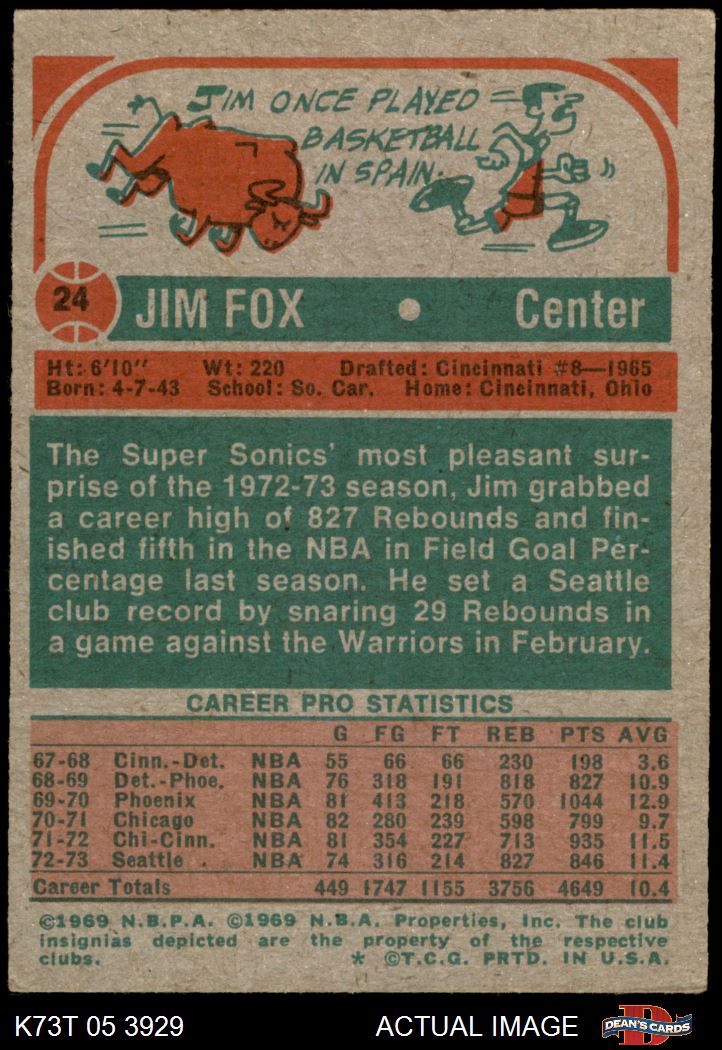 JIM ONCE PLAYED
BASKETBALL
IN SPAIN.
24 JIM FOX • Center
Ht: 6'10" Wt: 220 Drafted: Cincinnati #8—1965
Born: 4-7-43 School: So. Car. Home: Cincinnati, Ohio
The Super Sonics' most pleasant sur-
prise of the 1972-73 season, Jim grabbed
a career high of 827 Rebounds and fin-
ished fifth in the NBA in Field Goal Per-
centage last season. He set a Seattle
club record by snaring 29 Rebounds in
a game against the Warriors in February.
CAREER PRO STATISTICS
G FG FT REB PTS AVG
67-68 Cinn.-Det. NBA 55 66 66 230 198 3.6
68-69 Det.-Phoe. NBA 76 318 191 818 827 10.9
69-70 Phoenix NBA 81 413 218 570 1044 12.9
70-71 Chicago NBA 82 280 239 598 799 9.7
71-72 Chi-Cinn. NBA 81 354 227 713 935 11.5
72-73 Seattle NBA 74 316 214 827 846 11.4
Career Totals 449 1747 1155 3756 4649 10.4
©1969 N.B.P.A. ©1969 N.B.A. Properties, Inc. The club
insignias depicted are the property of the respective
clubs. * ©T.C.G. PRTD. IN U.S.A.
K73T 05 3929 ACTUAL IMAGE D DEAN'S CARDS